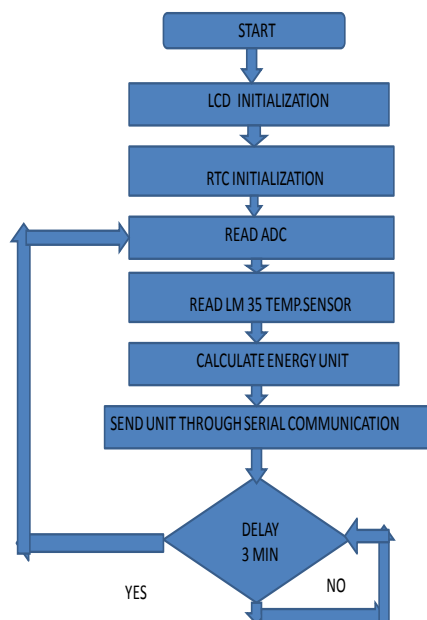 START
LCD INITIALIZATION
RTC INITIALIZATION
READ ADC
READ LM 35 TEMP.SENSOR
CALCULATE ENERGY UNIT
SEND UNIT THROUGH SERIAL COMMUNICATION
DELAY
3 MIN
YES
NO